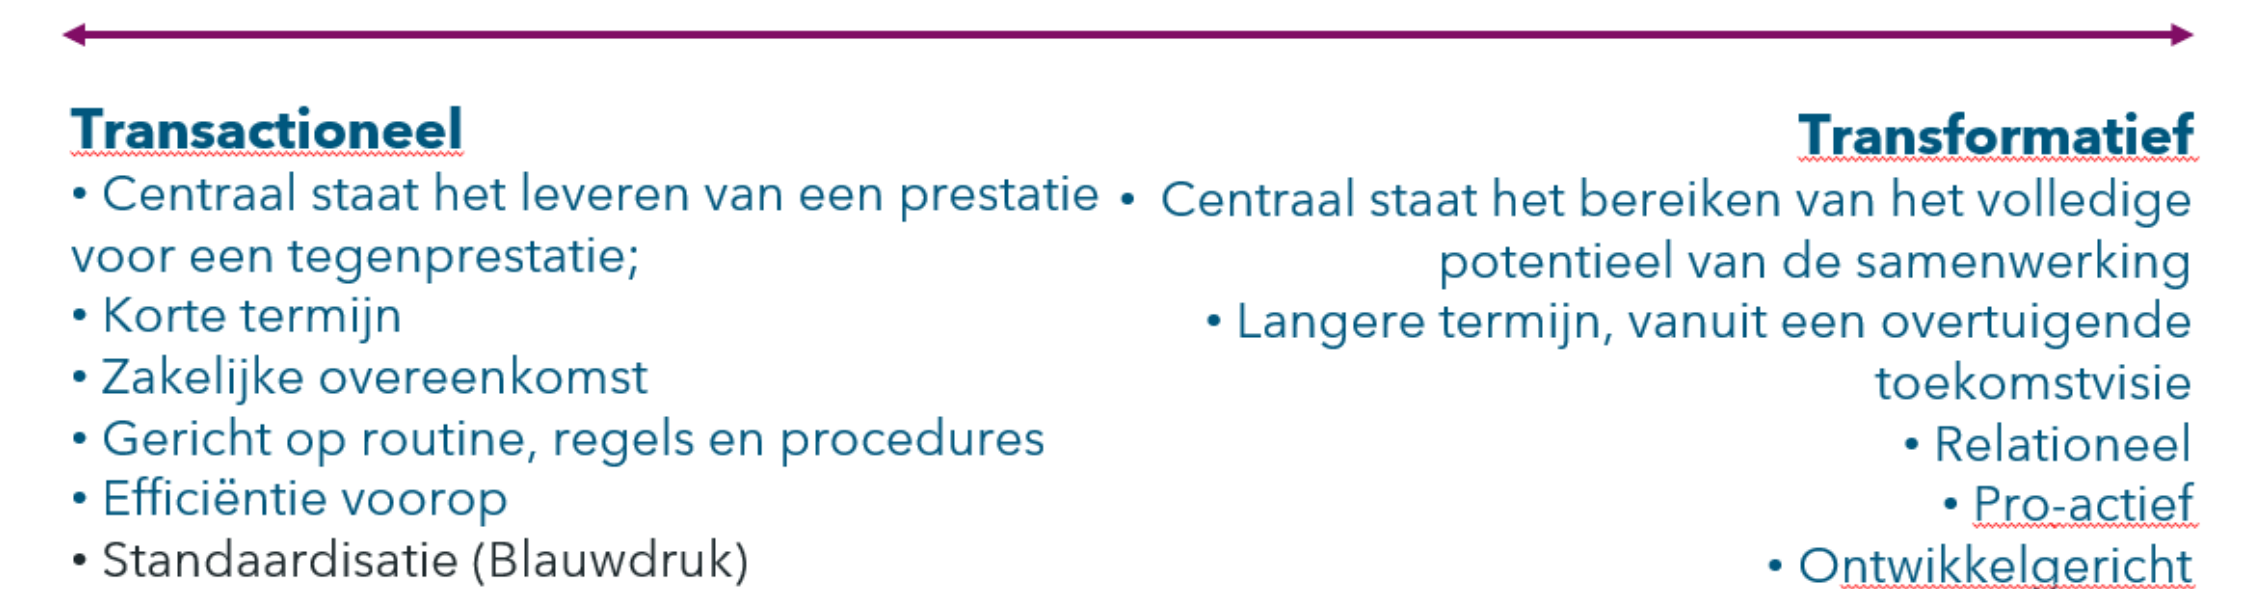 Transactioneel
• Centraal staat het leveren van een prestatie
voor een tegenprestatie;
• Korte termijn
• Zakelijke overeenkomst
• Gericht op routine, regels en procedures
• Efficiëntie voorop
• Standaardisatie (Blauwdruk)
Transformatief
• Centraal staat het bereiken van het volledige
potentieel van de samenwerking
• Langere termijn, vanuit een overtuigende
toekomstvisie
• Relationeel
• Pro-actief
• Ontwikkelgericht